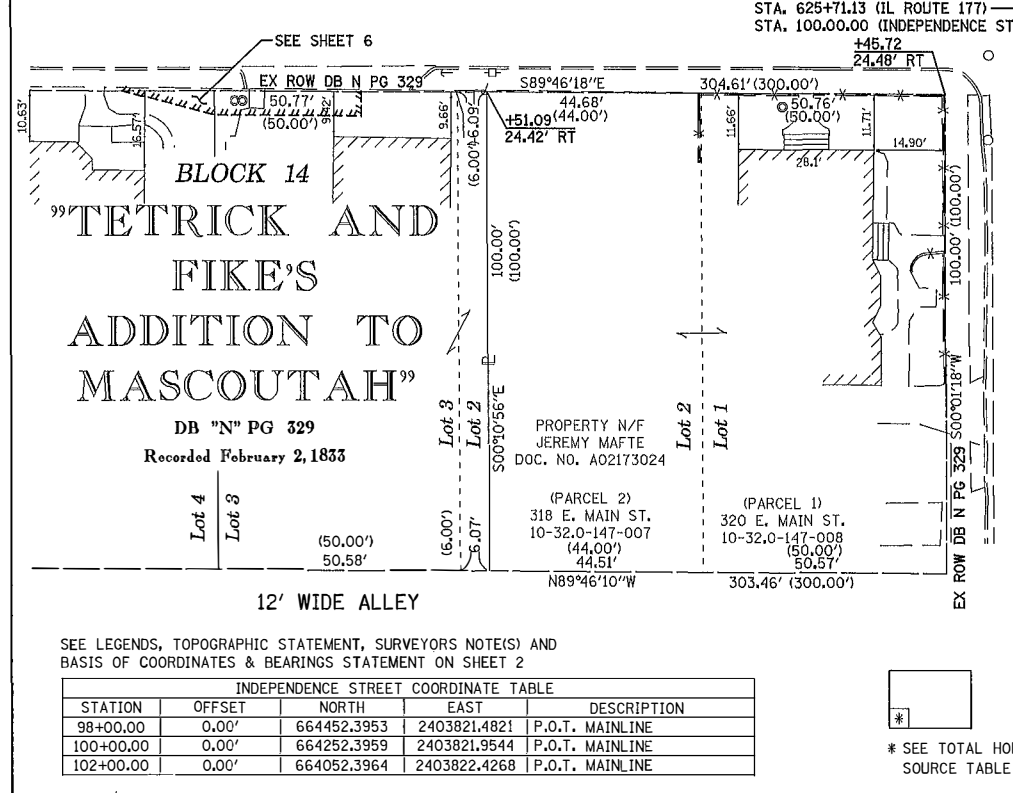 STA. 625+71.13 (IL ROUTE 177)
STA. 100.00.00 (INDEPENDENCE ST
SEE SHEET 6
+45.72
24.48' RT
EX ROW DB N PG 329
S89°46'18"E
304.61'(300.00')
10.63'
16.57'
50.77'
(50.00')
9.42'
9.66'
(6.00')
6.09'
44.68'
(44.00')
+51.09
24.42' RT
11.66'
50.76'
(50.00')
11.71'
14.90'
28.1'
BLOCK 14
"TETRICK AND
FIKE'S
ADDITION TO
MASCOUTAH"
DB "N" PG 329
Recorded February 2, 1833
100.00'
(100.00')
100.00' (100.00')
S00°10'56"E
S00°01'18"W
EX ROW DB N PG 329
Lot 4
Lot 3
Lot 3
Lot 2
Lot 2
Lot 1
PROPERTY N/F
JEREMY MAFTE
DOC. NO. A02173024
(PARCEL 2)
318 E. MAIN ST.
10-32.0-147-007
(44.00')
44.51'
(PARCEL 1)
320 E. MAIN ST.
10-32.0-147-008
(50.00')
50.57'
(50.00')
50.58'
(6.00')
6.07'
N89°46'10"W
303.46' (300.00')
12' WIDE ALLEY
SEE LEGENDS, TOPOGRAPHIC STATEMENT, SURVEYORS NOTE(S) AND
BASIS OF COORDINATES & BEARINGS STATEMENT ON SHEET 2
INDEPENDENCE STREET COORDINATE TABLE
STATION OFFSET NORTH EAST DESCRIPTION
98+00.00 0.00' 664452.3953 2403821.4821 P.O.T. MAINLINE
100+00.00 0.00' 664252.3959 2403821.9544 P.O.T. MAINLINE
102+00.00 0.00' 664052.3964 2403822.4268 P.O.T. MAINLINE
*
* SEE TOTAL HOL
SOURCE TABLE